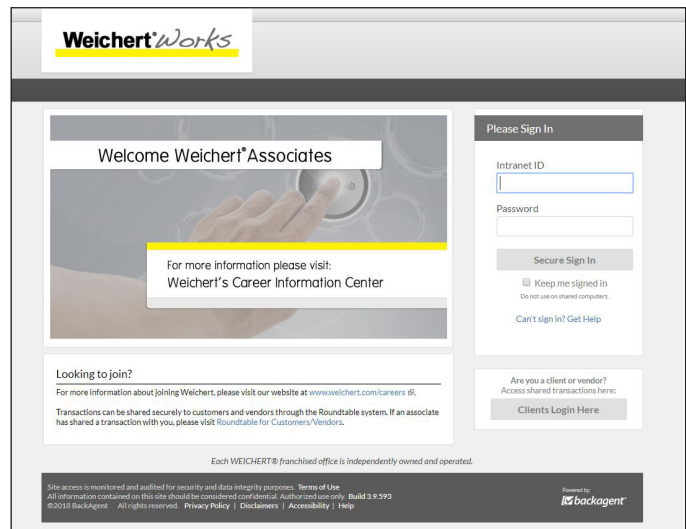 Weichert® Works
Welcome Weichert® Associates
For more information please visit:
Weichert's Career Information Center
Looking to join?
For more information about joining Weichert, please visit our website at www.weichert.com/careers.
Transactions can be shared securely to customers and vendors through the Roundtable system. If an associate
has shared a transaction with you, please visit Roundtable for Customers/Vendors.
Please Sign In
Intranet ID
Password
Secure Sign In
Keep me signed in
Do not use on shared computers.
Can't sign in? Get Help
Are you a client or vendor?
Access shared transactions here:
Clients Login Here
Each WEICHERT® franchised office is independently owned and operated.
Site access is monitored and audited for security and data integrity purposes. Terms of Use
All information contained on this site should be considered confidential. Authorized use only. Build 3.9.593
©2018 BackAgent All rights reserved. Privacy Policy | Disclaimers | Accessibility | Help
Powered by:
backagent®